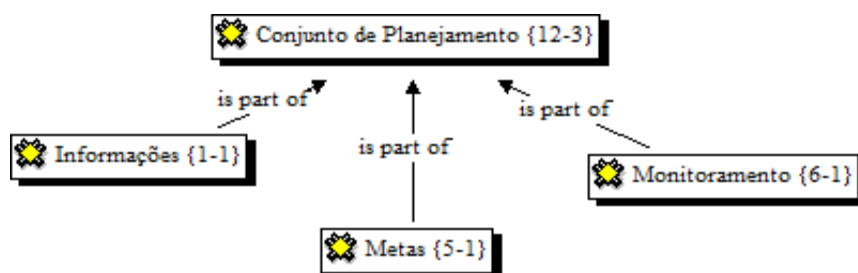 Conjunto de Planejamento {12-3}
is part of
is part of
is part of
Informações {1-1}
Monitoramento {6-1}
Metas {5-1}